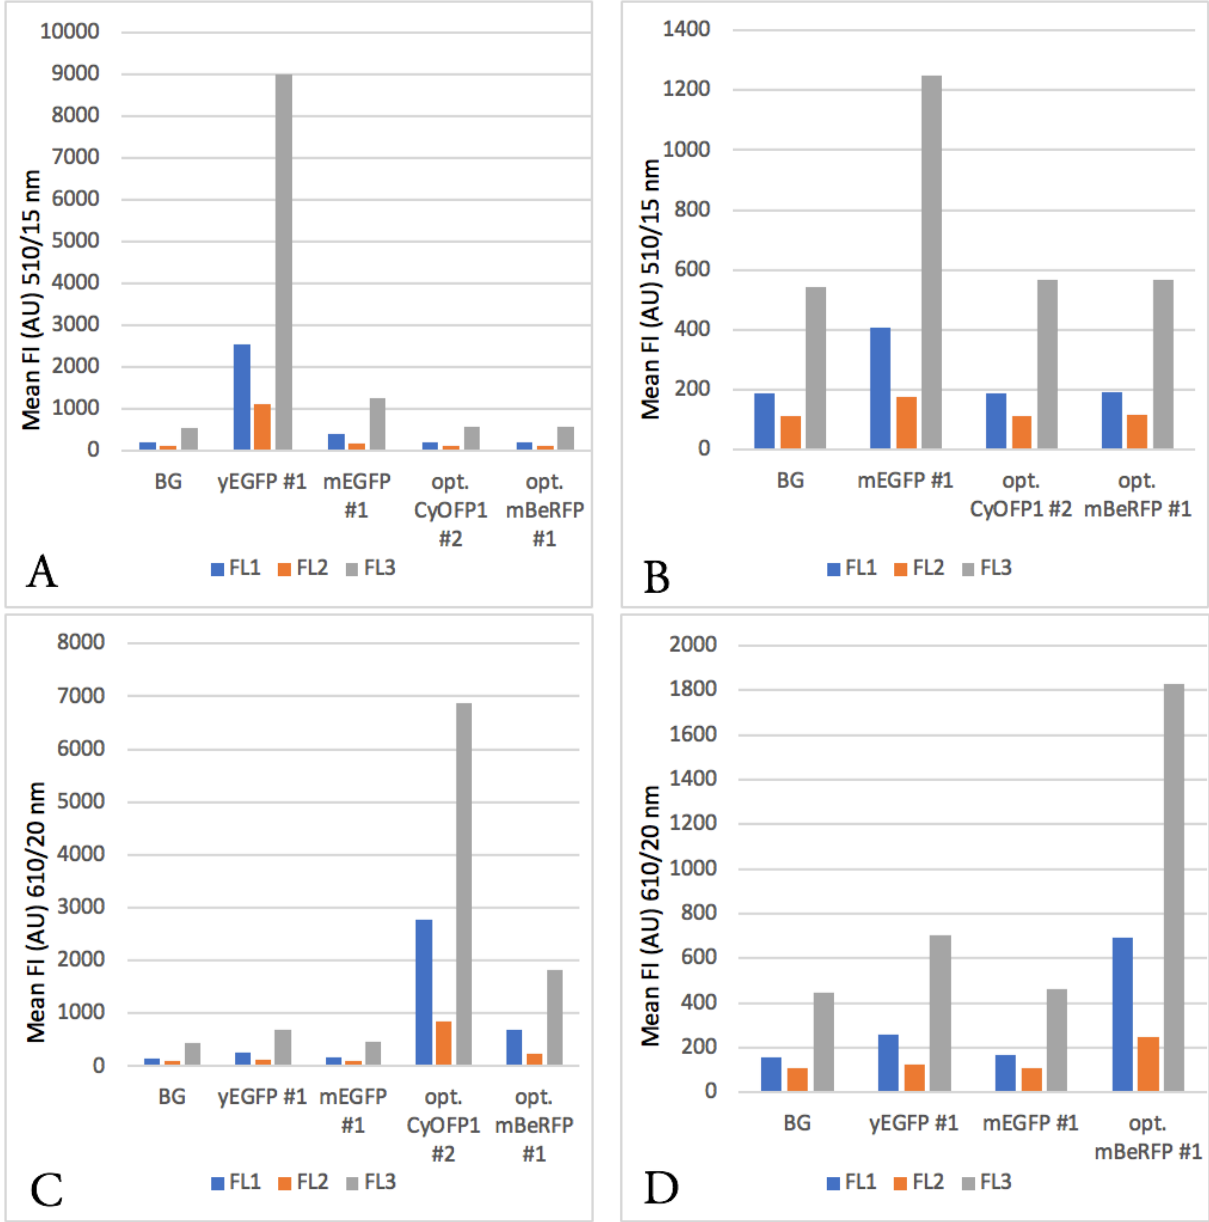 Mean FI (AU) 510/15 nm
10000
9000
8000
7000
6000
5000
4000
3000
2000
1000
0
BG
yEGFP #1
mEGFP
#1
opt.
CyOFP1
#2
opt.
mBeRFP
#1
FL1 FL2 FL3
A
Mean FI (AU) 510/15 nm
1400
1200
1000
800
600
400
200
0
BG
mEGFP #1
opt.
CyOFP1 #2
opt.
mBeRFP #1
FL1 FL2 FL3
B
Mean FI (AU) 610/20 nm
8000
7000
6000
5000
4000
3000
2000
1000
0
BG
yEGFP #1
mEGFP
#1
opt.
CyOFP1
#2
opt.
mBeRFP
#1
FL1 FL2 FL3
C
Mean FI (AU) 610/20 nm
2000
1800
1600
1400
1200
1000
800
600
400
200
0
BG
yEGFP #1
mEGFP #1
opt.
mBeRFP #1
FL1 FL2 FL3
D